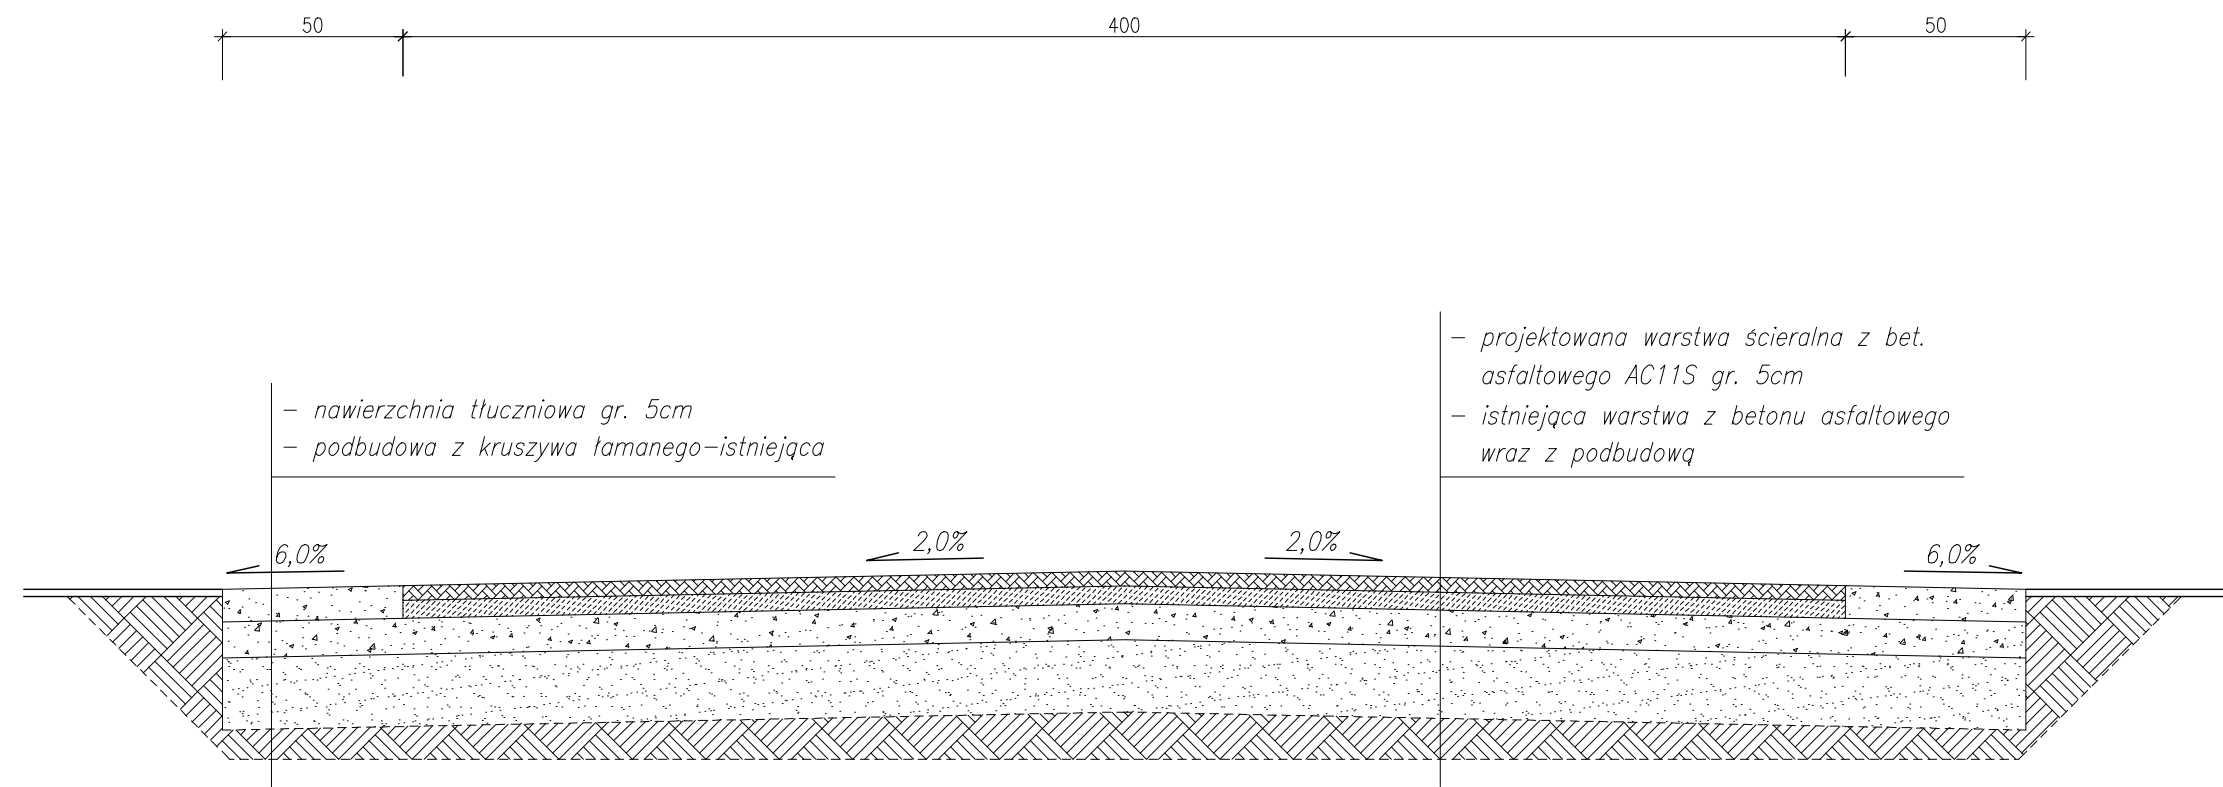 50
400
50
– projektowana warstwa ścieralna z bet.
asfaltowego AC11S gr. 5cm
– istniejąca warstwa z betonu asfaltowego
wraz z podbudową
– nawierzchnia tłuczniowa gr. 5cm
– podbudowa z kruszywa łamanego–istniejąca
6,0%
2,0%
2,0%
6,0%